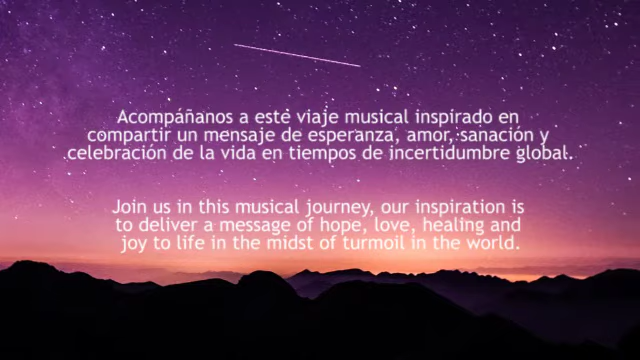 Acompáñanos a este viaje musical inspirado en
compartir un mensaje de esperanza, amor, sanación y
celebración de la vida en tiempos de incertidumbre global.
Join us in this musical journey, our inspiration is
to deliver a message of hope, love, healing and
joy to life in the midst of turmoil in the world.